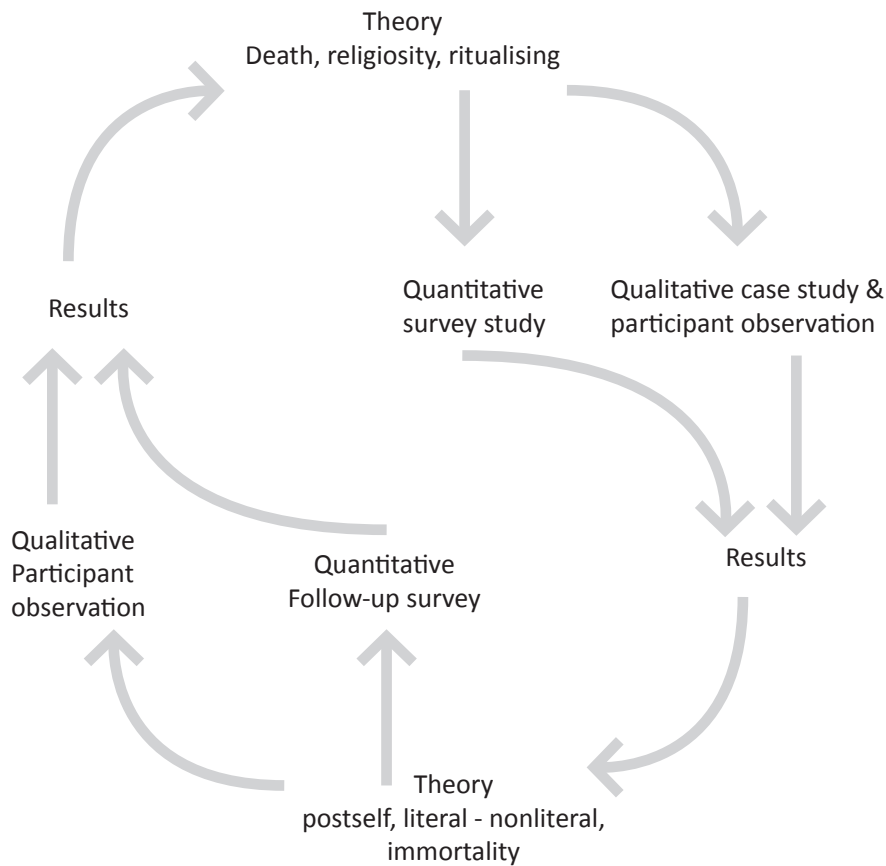 Theory
Death, religiosity, ritualising
Results
Quantitative
survey study
Qualitative case study &
participant observation
Qualitative
Participant
observation
Quantitative
Follow-up survey
Results
Theory
postself, literal - nonliteral,
immortality